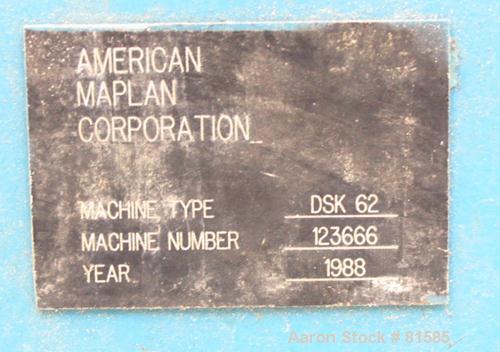 AMERICAN
MAPLAN
CORPORATION
MACHINE TYPE DSK 62
MACHINE NUMBER 123666
YEAR 1988
Aaron Stock # 81585